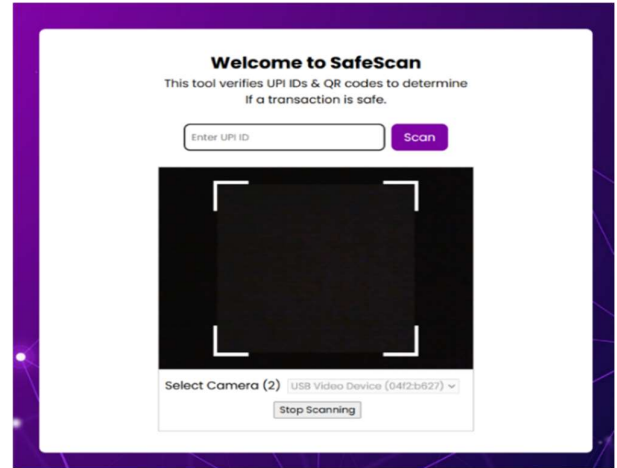 Welcome to SafeScan
This tool verifies UPI IDs & QR codes to determine
If a transaction is safe.
Enter UPI ID
Scan
Select Camera (2) USB Video Device (04f2:b627)
Stop Scanning